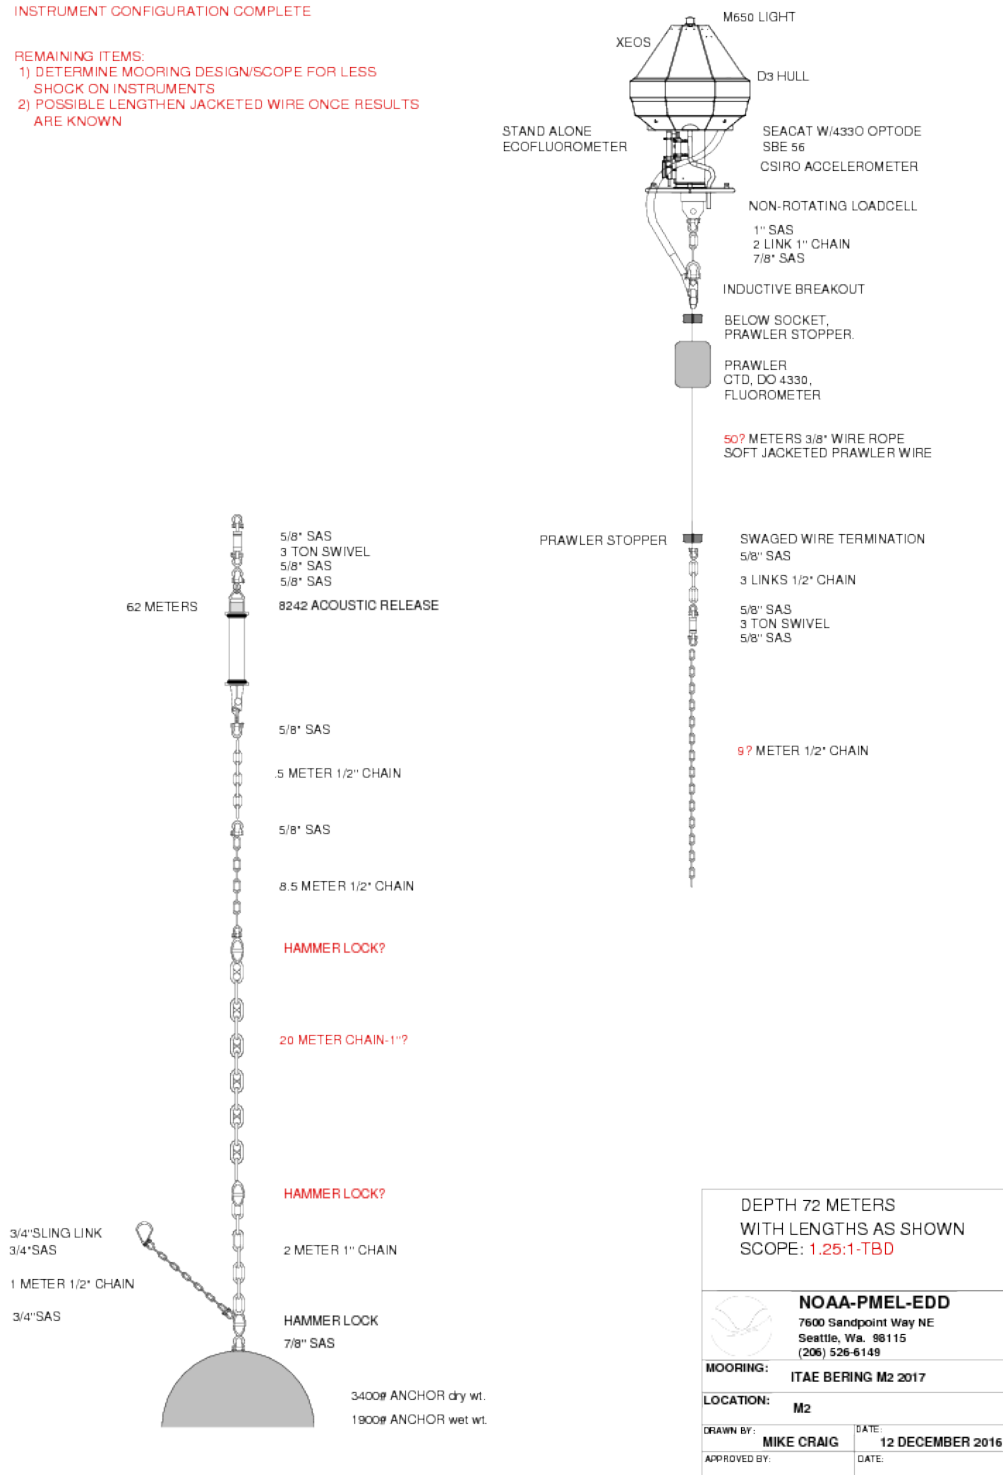 INSTRUMENT CONFIGURATION COMPLETE
REMAINING ITEMS:
1) DETERMINE MOORING DESIGN/SCOPE FOR LESS
SHOCK ON INSTRUMENTS
2) POSSIBLE LENGTHEN JACKETED WIRE ONCE RESULTS
ARE KNOWN
M650 LIGHT
XEOS
D3 HULL
STAND ALONE
ECOFLUOROMETER
SEACAT W/4330 OPTODE
SBE 56
CSIRO ACCELEROMETER
NON-ROTATING LOADCELL
1" SAS
2 LINK 1" CHAIN
7/8" SAS
INDUCTIVE BREAKOUT
BELOW SOCKET,
PRAWLER STOPPER.
PRAWLER
CTD, DO 4330,
FLUOROMETER
50? METERS 3/8" WIRE ROPE
SOFT JACKETED PRAWLER WIRE
PRAWLER STOPPER
SWAGED WIRE TERMINATION
5/8" SAS
3 LINKS 1/2" CHAIN
5/8" SAS
3 TON SWIVEL
5/8" SAS
9? METER 1/2" CHAIN
5/8" SAS
3 TON SWIVEL
5/8" SAS
5/8" SAS
62 METERS
8242 ACOUSTIC RELEASE
5/8" SAS
.5 METER 1/2" CHAIN
5/8" SAS
8.5 METER 1/2" CHAIN
HAMMER LOCK?
20 METER CHAIN-1"?
HAMMER LOCK?
3/4"SLING LINK
3/4"SAS
2 METER 1" CHAIN
1 METER 1/2" CHAIN
3/4"SAS
HAMMER LOCK
7/8" SAS
3400# ANCHOR dry wt.
1900# ANCHOR wet wt.
DEPTH 72 METERS
WITH LENGTHS AS SHOWN
SCOPE: 1.25:1-TBD
NOAA-PMEL-EDD
7600 Sandpoint Way NE
Seattle, Wa. 98115
(206) 526-6149
MOORING: ITAE BERING M2 2017
LOCATION: M2
DRAWN BY: MIKE CRAIG DATE: 12 DECEMBER 2016
APPROVED BY: DATE: